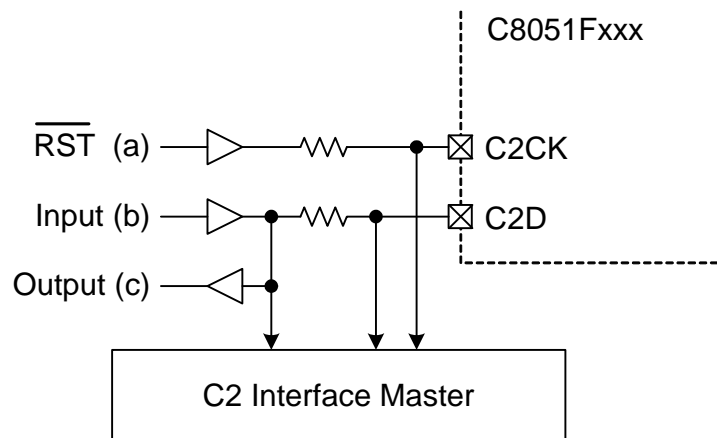 C8051Fxxx
RST (a)
C2CK
Input (b)
C2D
Output (c)
C2 Interface Master